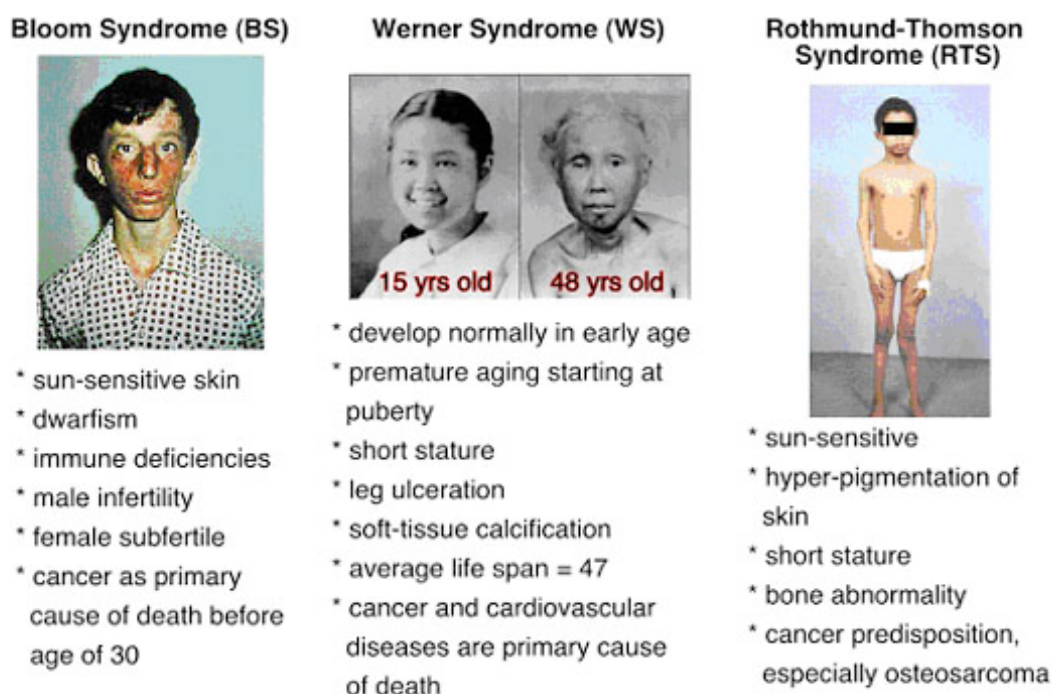 Bloom Syndrome (BS)
* sun-sensitive skin
* dwarfism
* immune deficiencies
* male infertility
* female subfertile
* cancer as primary
cause of death before
age of 30
Werner Syndrome (WS)
15 yrs old
48 yrs old
* develop normally in early age
* premature aging starting at
puberty
* short stature
* leg ulceration
* soft-tissue calcification
* average life span = 47
* cancer and cardiovascular
diseases are primary cause
of death
Rothmund-Thomson
Syndrome (RTS)
* sun-sensitive
* hyper-pigmentation of
skin
* short stature
* bone abnormality
* cancer predisposition,
especially osteosarcoma